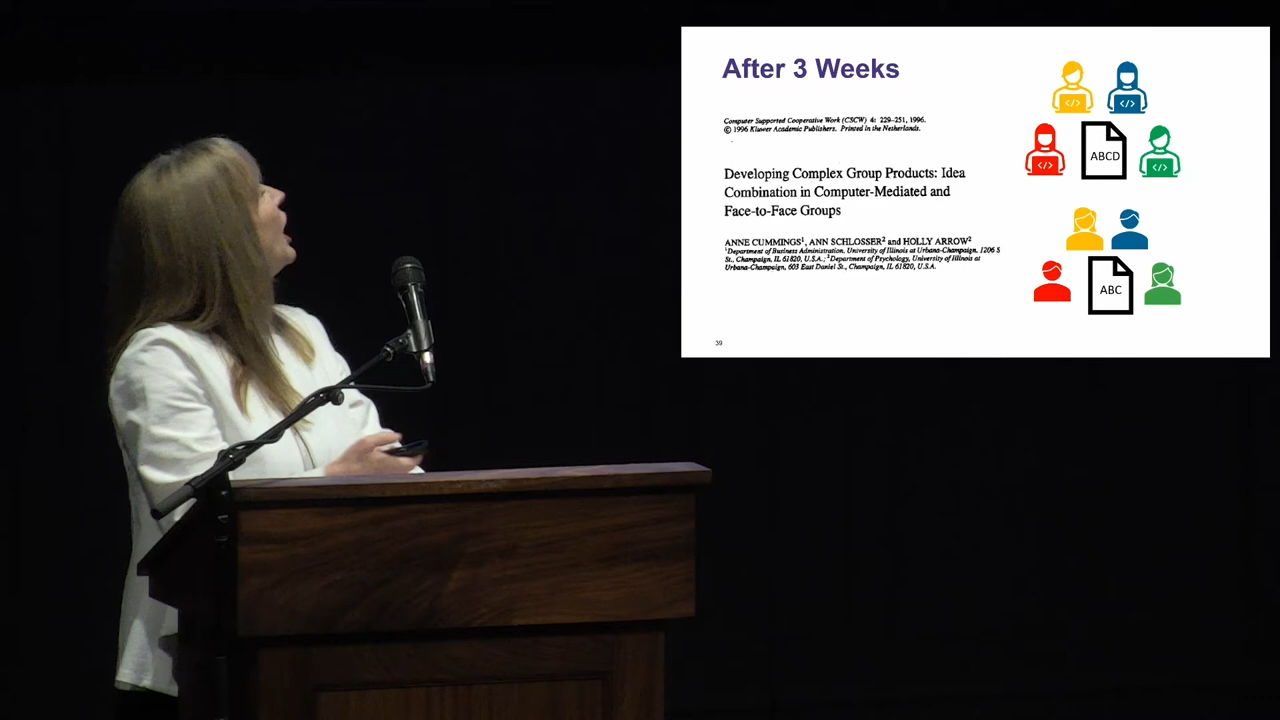 After 3 Weeks
Computer Supported Cooperative Work (CSCW) 4: 229–251, 1996.
© 1996 Kluwer Academic Publishers. Printed in the Netherlands.
Developing Complex Group Products: Idea
Combination in Computer-Mediated and
Face-to-Face Groups
ANNE CUMMINGS¹, ANN SCHLOSSER² and HOLLY ARROW²
¹Department of Business Administration, University of Illinois at Urbana-Champaign, 1206 S
St., Champaign, IL 61820, U.S.A.; ²Department of Psychology, University of Illinois at
Urbana-Champaign, 603 East Daniel St., Champaign, IL 61820, U.S.A.
</>
</>
</>
ABCD
</>
ABC
39